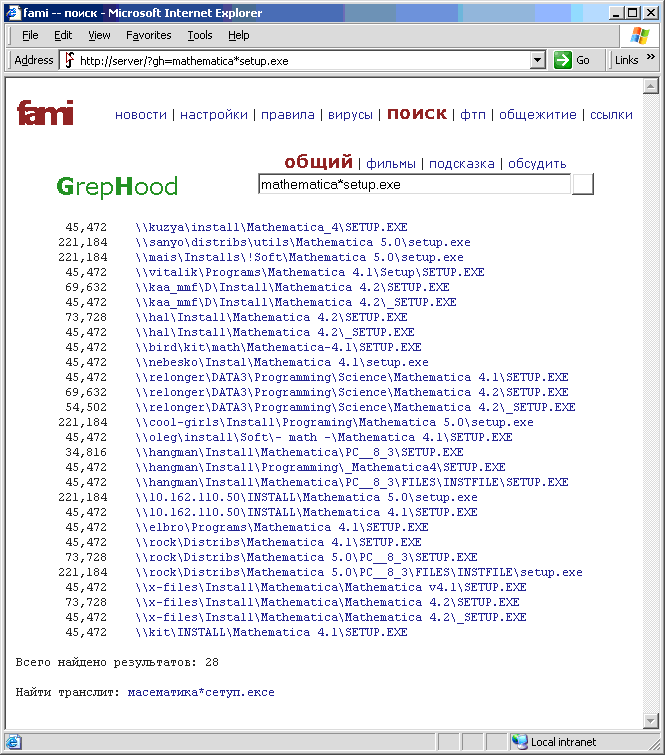 fami -- поиск - Microsoft Internet Explorer
File Edit View Favorites Tools Help
Address http://server/?gh=mathematica*setup.exe Go Links »
fami новости | настройки | правила | вирусы | поиск | фтп | общежитие | ссылки
общий | фильмы | подсказка | обсудить
GrepHood mathematica*setup.exe
45,472 \\kuzya\install\Mathematica_4\SETUP.EXE
221,184 \\sanyo\distribs\utils\Mathematica 5.0\setup.exe
221,184 \\mais\Installs\!Soft\Mathematica 5.0\setup.exe
45,472 \\vitalik\Programs\Mathematica 4.1\Setup\SETUP.EXE
69,632 \\kaa_mmf\D\Install\Mathematica 4.2\SETUP.EXE
45,472 \\kaa_mmf\D\Install\Mathematica 4.2\_SETUP.EXE
73,728 \\hal\Install\Mathematica 4.2\SETUP.EXE
45,472 \\hal\Install\Mathematica 4.2\_SETUP.EXE
45,472 \\bird\kit\math\Mathematica-4.1\SETUP.EXE
45,472 \\nebesko\Instal\Mathematica 4.1\setup.exe
45,472 \\relonger\DATA3\Programming\Science\Mathematica 4.1\SETUP.EXE
69,632 \\relonger\DATA3\Programming\Science\Mathematica 4.2\SETUP.EXE
54,502 \\relonger\DATA3\Programming\Science\Mathematica 4.2\_SETUP.EXE
221,184 \\cool-girls\Install\Programing\Mathematica 5.0\setup.exe
45,472 \\oleg\install\Soft\- math -\Mathematica 4.1\SETUP.EXE
34,816 \\hangman\Install\Mathematica\PC__8_3\SETUP.EXE
45,472 \\hangman\Install\Programming\_Mathematica4\SETUP.EXE
45,472 \\hangman\Install\Mathematica\PC__8_3\FILES\INSTFILE\SETUP.EXE
221,184 \\10.162.110.50\INSTALL\Mathematica 5.0\setup.exe
45,472 \\10.162.110.50\INSTALL\Mathematica 4.1\SETUP.EXE
45,472 \\elbro\Programs\Mathematica 4.1\SETUP.EXE
45,472 \\rock\Distribs\Mathematica 4.1\SETUP.EXE
73,728 \\rock\Distribs\Mathematica 5.0\PC__8_3\SETUP.EXE
221,184 \\rock\Distribs\Mathematica 5.0\PC__8_3\FILES\INSTFILE\setup.exe
45,472 \\x-files\Install\Mathematica\Mathematica v4.1\SETUP.EXE
73,728 \\x-files\Install\Mathematica\Mathematica 4.2\SETUP.EXE
45,472 \\x-files\Install\Mathematica\Mathematica 4.2\_SETUP.EXE
45,472 \\kit\INSTALL\Mathematica 4.1\SETUP.EXE
Всего найдено результатов: 28
Найти транслит: масематика*сетуп.ексе
Local intranet